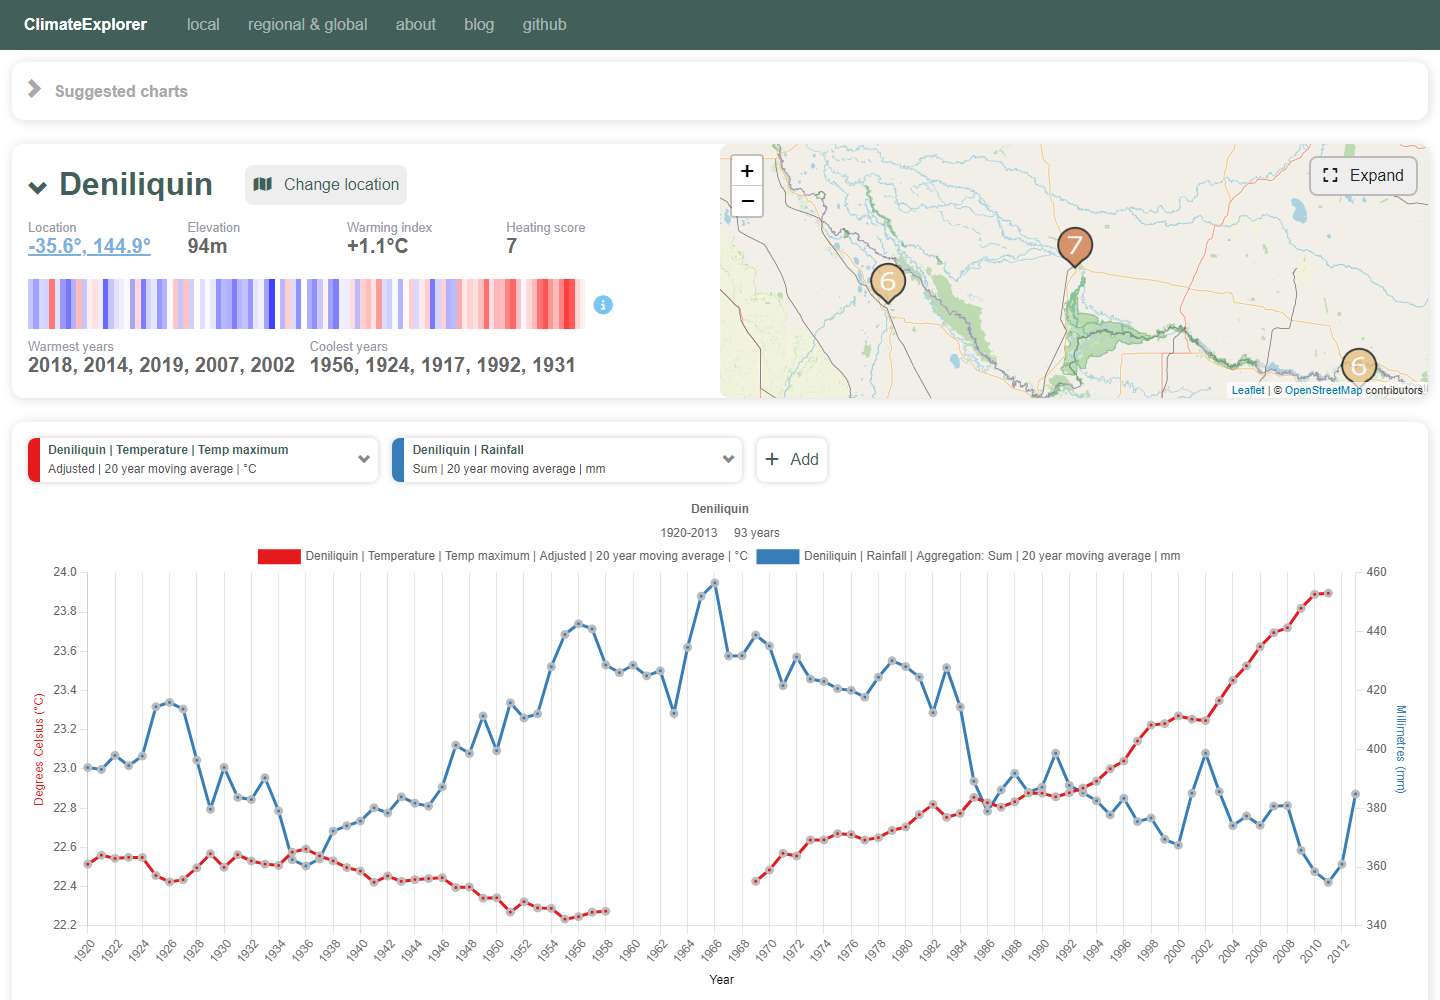 ClimateExplorer local regional & global about blog github
Suggested charts
Deniliquin Change location
Location Elevation Warming index Heating score
-35.6°, 144.9° 94m +1.1°C 7
Warmest years Coolest years
2018, 2014, 2019, 2007, 2002 1956, 1924, 1917, 1992, 1931
+
−
Expand
7
6
6
Leaflet | © OpenStreetMap contributors
Deniliquin | Temperature | Temp maximum
Adjusted | 20 year moving average | °C
Deniliquin | Rainfall
Sum | 20 year moving average | mm
+ Add
Deniliquin
1920-2013 93 years
Deniliquin | Temperature | Temp maximum | Adjusted | 20 year moving average | °C Deniliquin | Rainfall | Aggregation: Sum | 20 year moving average | mm
24.0
23.8
23.6
23.4
23.2
23.0
22.8
22.6
22.4
22.2
Degrees Celsius (°C)
460
440
420
400
380
360
340
Millimetres (mm)
1920 1922 1924 1926 1928 1930 1932 1934 1936 1938 1940 1942 1944 1946 1948 1950 1952 1954 1956 1958 1960 1962 1964 1966 1968 1970 1972 1974 1976 1978 1980 1982 1984 1986 1988 1990 1992 1994 1996 1998 2000 2002 2004 2006 2008 2010 2012
Year